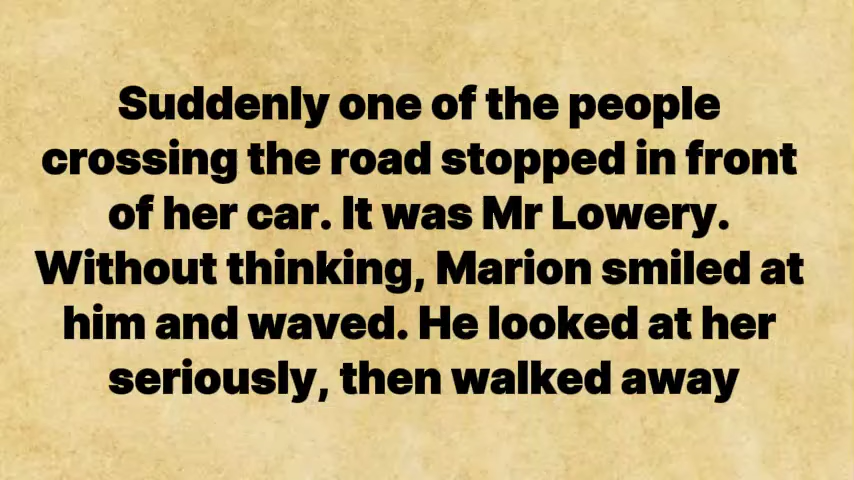 Suddenly one of the people
crossing the road stopped in front
of her car. It was Mr Lowery.
Without thinking, Marion smiled at
him and waved. He looked at her
seriously, then walked away